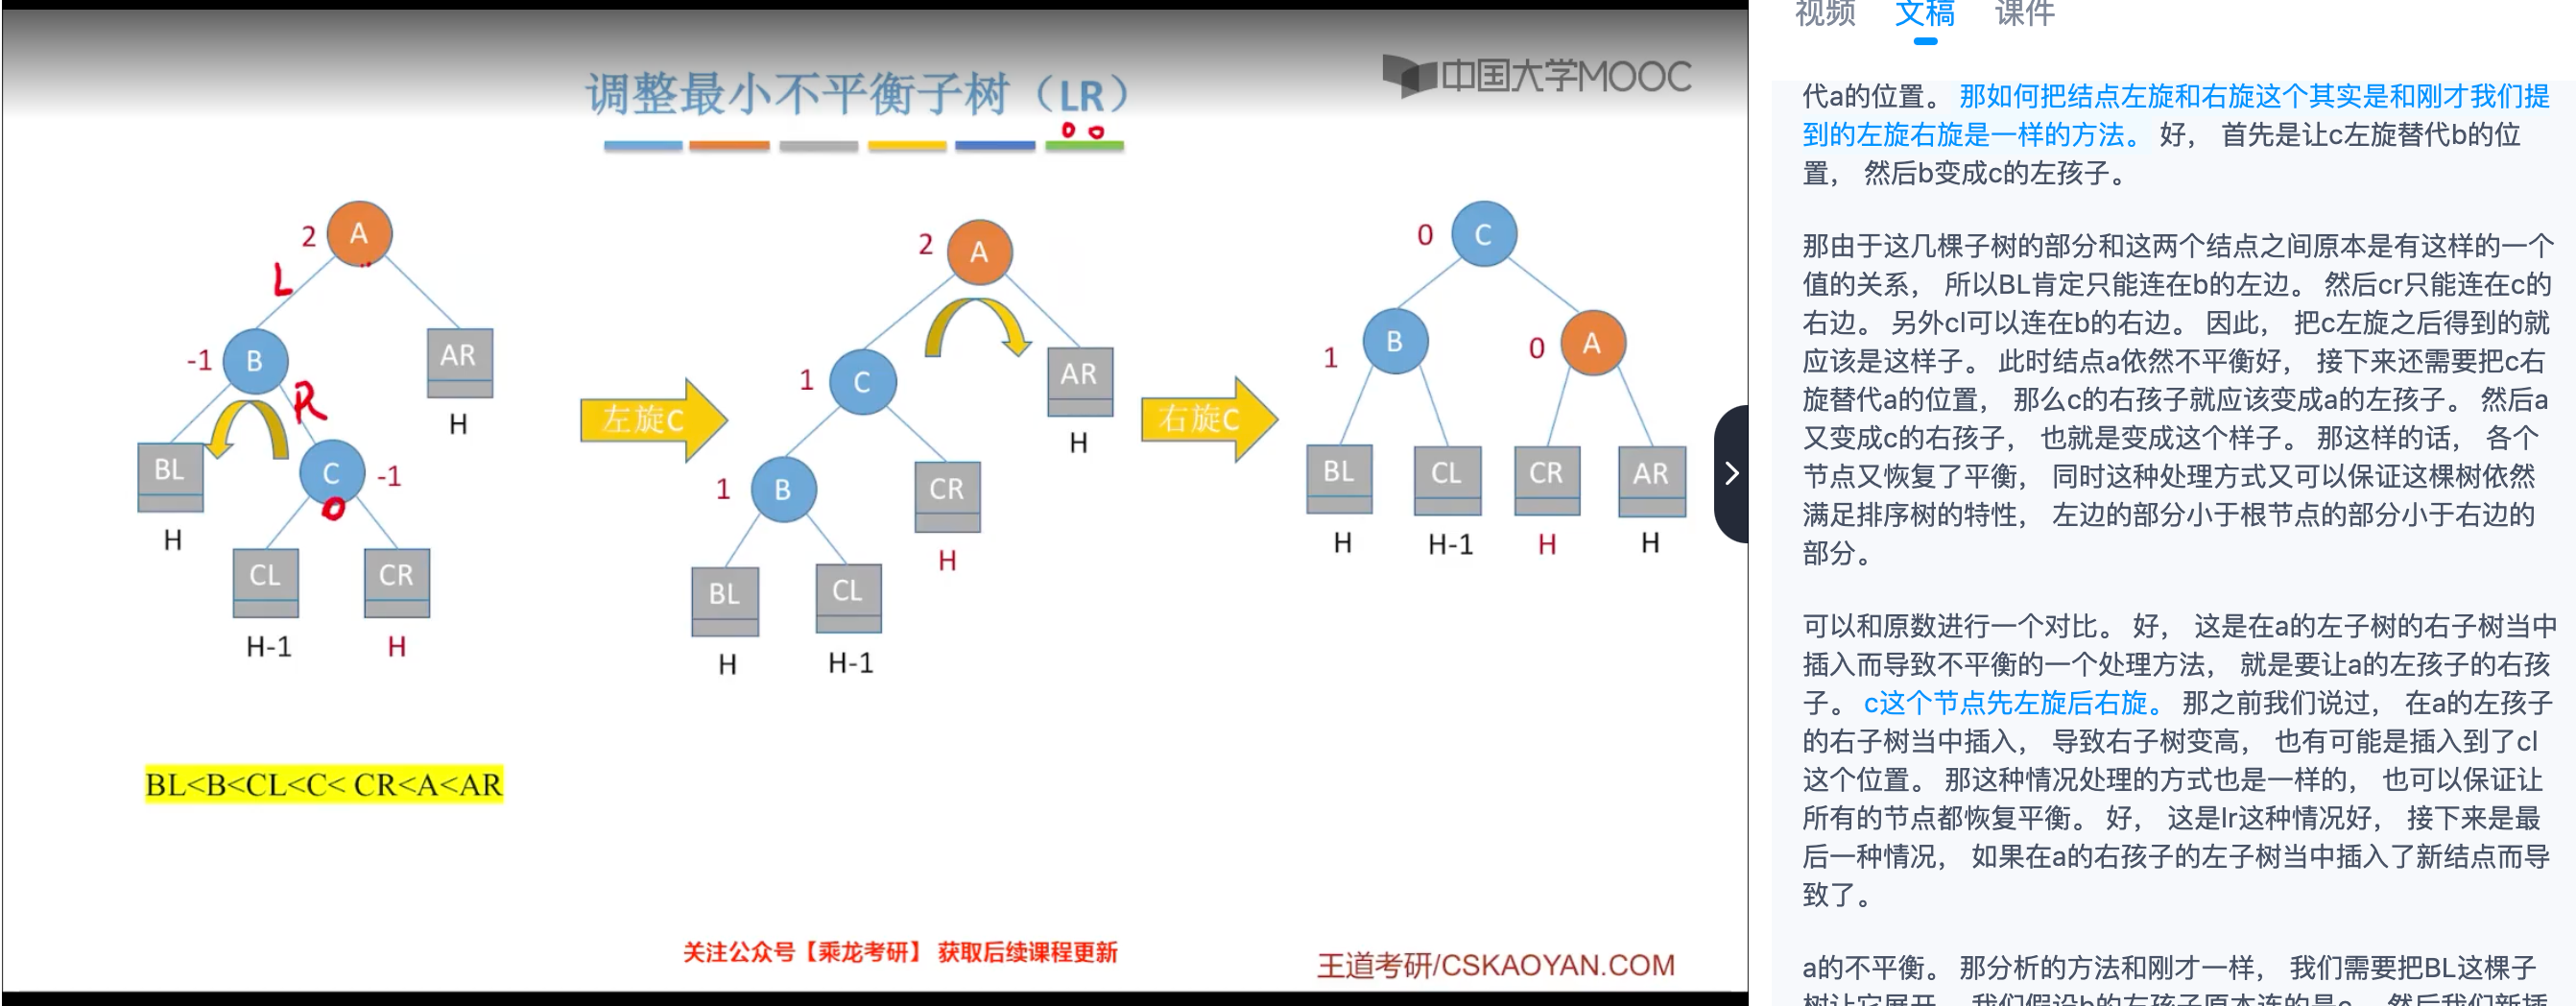 调整最小不平衡子树（LR）
中国大学MOOC
2
A
L
-1
B
R
AR
H
BL
H
C
-1
CL
CR
H-1
H
左旋C
2
A
1
C
AR
H
1
B
CR
H
BL
CL
H
H-1
右旋C
0
C
1
B
0
A
BL
CL
CR
AR
H
H-1
H
H
BL<B<CL<C< CR<A<AR
关注公众号【乘龙考研】 获取后续课程更新
王道考研/CSKAOYAN.COM
视频 文稿 课件
代a的位置。 那如何把结点左旋和右旋这个其实是和刚才我们提
到的左旋右旋是一样的方法。 好， 首先是让c左旋替代b的位
置， 然后b变成c的左孩子。
那由于这几棵子树的部分和这两个结点之间原本是有这样的一个
值的关系， 所以BL肯定只能连在b的左边。 然后cr只能连在c的
右边。 另外cl可以连在b的右边。 因此， 把c左旋之后得到的就
应该是这样子。 此时结点a依然不平衡好， 接下来还需要把c右
旋替代a的位置， 那么c的右孩子就应该变成a的左孩子。 然后a
又变成c的右孩子， 也就是变成这个样子。 那这样的话， 各个
节点又恢复了平衡， 同时这种处理方式又可以保证这棵树依然
满足排序树的特性， 左边的部分小于根节点的部分小于右边的
部分。
可以和原数进行一个对比。 好， 这是在a的左子树的右子树当中
插入而导致不平衡的一个处理方法， 就是要让a的左孩子的右孩
子。 c这个节点先左旋后右旋。 那之前我们说过， 在a的左孩子
的右子树当中插入， 导致右子树变高， 也有可能是插入到了cl
这个位置。 那这种情况处理的方式也是一样的， 也可以保证让
所有的节点都恢复平衡。 好， 这是lr这种情况好， 接下来是最
后一种情况， 如果在a的右孩子的左子树当中插入了新结点而导
致了。
a的不平衡。 那分析的方法和刚才一样， 我们需要把BL这棵子
树让它展开， 我们假设b的左孩子原本连的是c， 然后我们新插